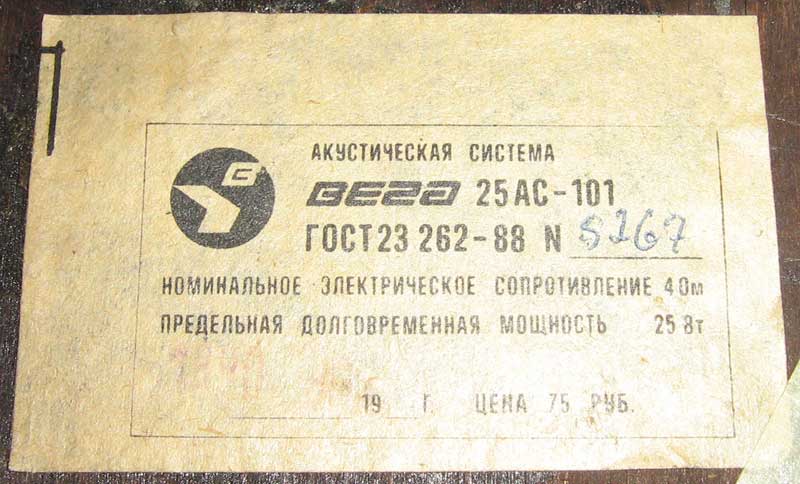 АКУСТИЧЕСКАЯ СИСТЕМА
ВЕГА 25АС-101
ГОСТ 23 262-88 N 5267
НОМИНАЛЬНОЕ ЭЛЕКТРИЧЕСКОЕ СОПРОТИВЛЕНИЕ 4 Ом
ПРЕДЕЛЬНАЯ ДОЛГОВРЕМЕННАЯ МОЩНОСТЬ 25 Вт
19 Г. ЦЕНА 75 РУБ.